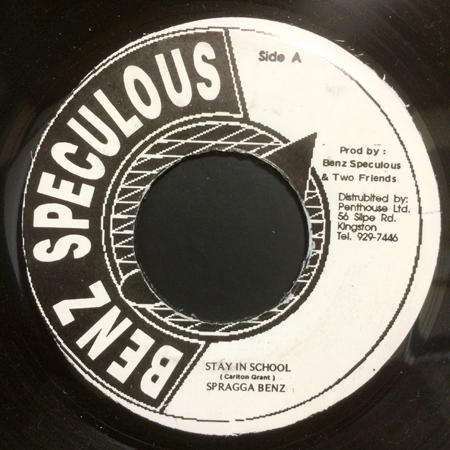 BENZ SPECULOUS
Side A
Prod by :
Benz Speculous
& Two Friends
Distrubited by:
Penthouse Ltd.
56 Slipe Rd.
Kingston
Tel. 929-7446
STAY IN SCHOOL
( Carlton Grant )
SPRAGGA BENZ